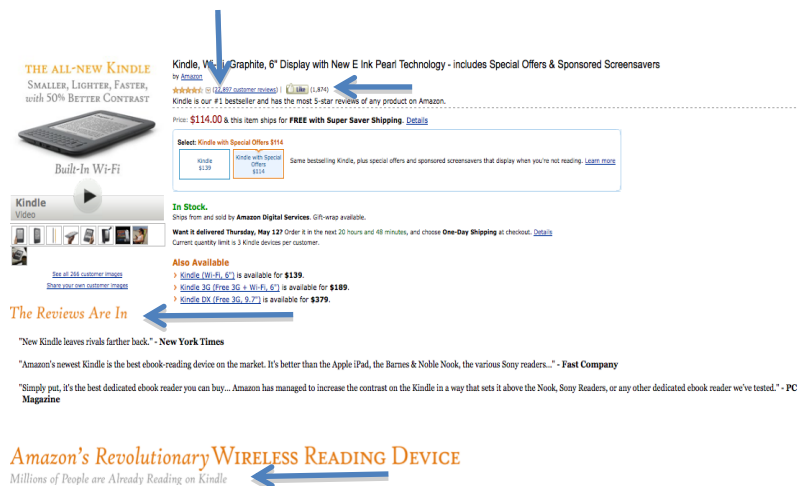 THE ALL-NEW KINDLE
SMALLER, LIGHTER, FASTER,
with 50% BETTER CONTRAST
Built-In Wi-Fi
Kindle
Video
See all 266 customer images
Share your own customer images
Kindle, Graphite, 6" Display with New E Ink Pearl Technology - includes Special Offers & Sponsored Screensavers
by Amazon
customer reviews) | Like (1,874)
Kindle is our #1 bestseller and has the most 5-star reviews of any product on Amazon.
Price: $114.00 & this item ships for FREE with Super Saver Shipping. Details
Select: Kindle with Special Offers $114
Kindle
$139
Kindle with Special
Offers
$114
Same bestselling Kindle, plus special offers and sponsored screensavers that display when you're not reading. Learn more
In Stock.
Ships from and sold by Amazon Digital Services. Gift-wrap available.
Want it delivered Thursday, May 12? Order it in the next 20 hours and 48 minutes, and choose One-Day Shipping at checkout. Details
Current quantity limit is 3 Kindle devices per customer.
Also Available
› Kindle (Wi-Fi, 6") is available for $139.
› Kindle 3G (Free 3G + Wi-Fi, 6") is available for $189.
› Kindle DX (Free 3G, 9.7") is available for $379.
The Reviews Are In
"New Kindle leaves rivals farther back." - New York Times
"Amazon's newest Kindle is the best ebook-reading device on the market. It's better than the Apple iPad, the Barnes & Noble Nook, the various Sony readers..." - Fast Company
"Simply put, it's the best dedicated ebook reader you can buy... Amazon has managed to increase the contrast on the Kindle in a way that sets it above the Nook, Sony Readers, or any other dedicated ebook reader we've tested." - PC
Magazine
Amazon's Revolutionary WIRELESS READING DEVICE
Millions of People are Already Reading on Kindle